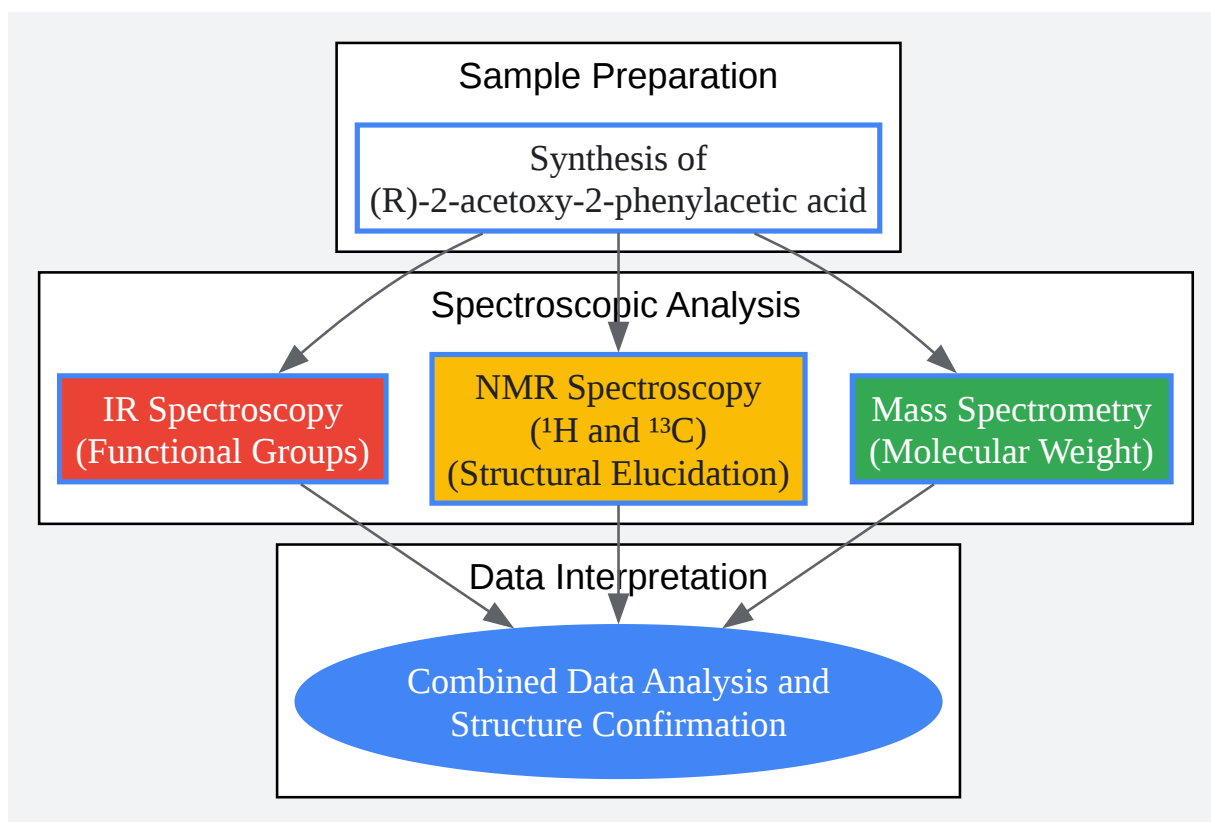 Sample Preparation
Synthesis of
(R)-2-acetoxy-2-phenylacetic acid
Spectroscopic Analysis
IR Spectroscopy
(Functional Groups)
NMR Spectroscopy
(¹H and ¹³C)
(Structural Elucidation)
Mass Spectrometry
(Molecular Weight)
Data Interpretation
Combined Data Analysis and
Structure Confirmation